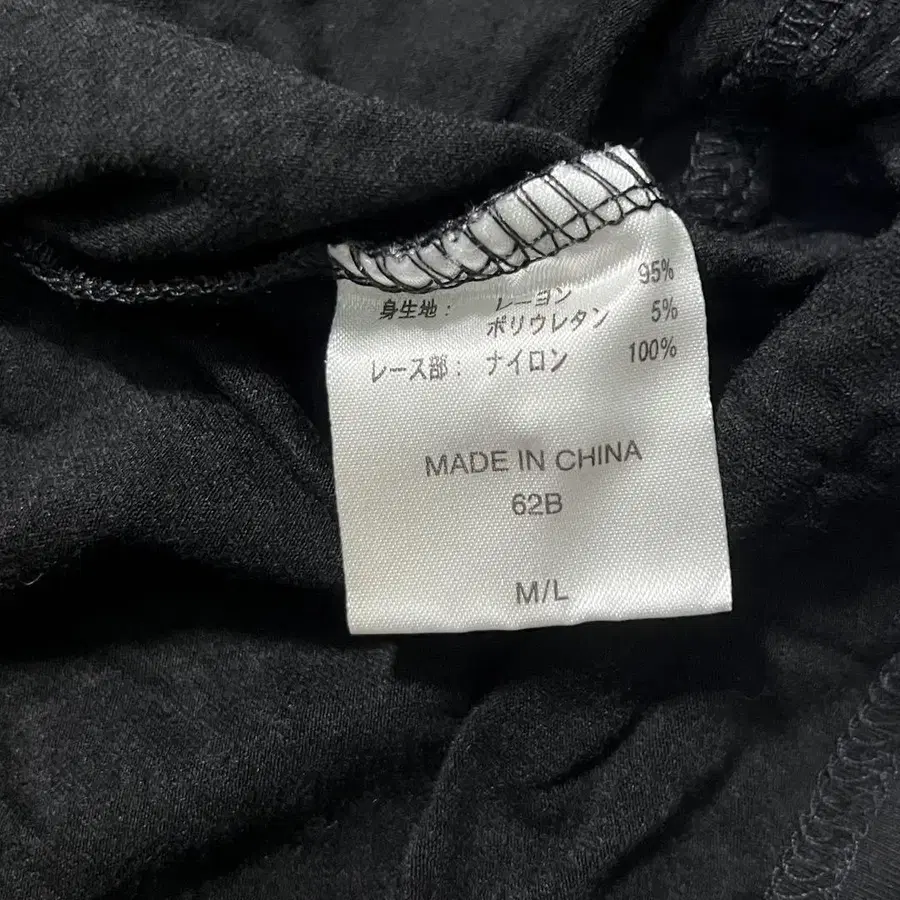 身生地： レーヨン 95%
ポリウレタン 5%
レース部： ナイロン 100%
MADE IN CHINA
62B
M/L